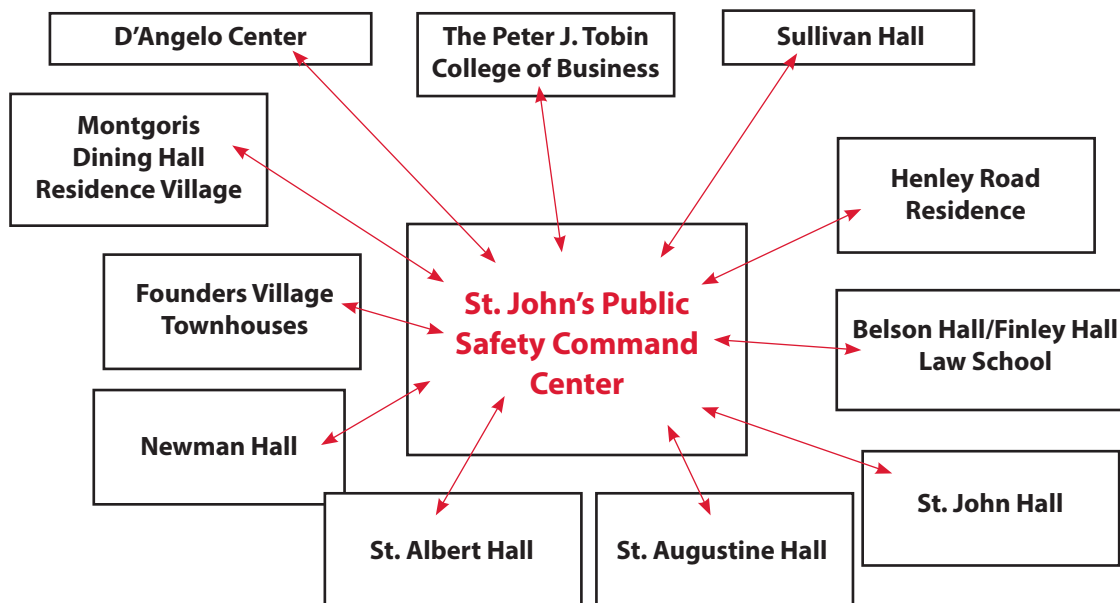 D’Angelo Center
The Peter J. Tobin
College of Business
Sullivan Hall
Montgoris
Dining Hall
Residence Village
Henley Road
Residence
Founders Village
Townhouses
St. John’s Public
Safety Command
Center
Belson Hall/Finley Hall
Law School
Newman Hall
St. John Hall
St. Albert Hall
St. Augustine Hall